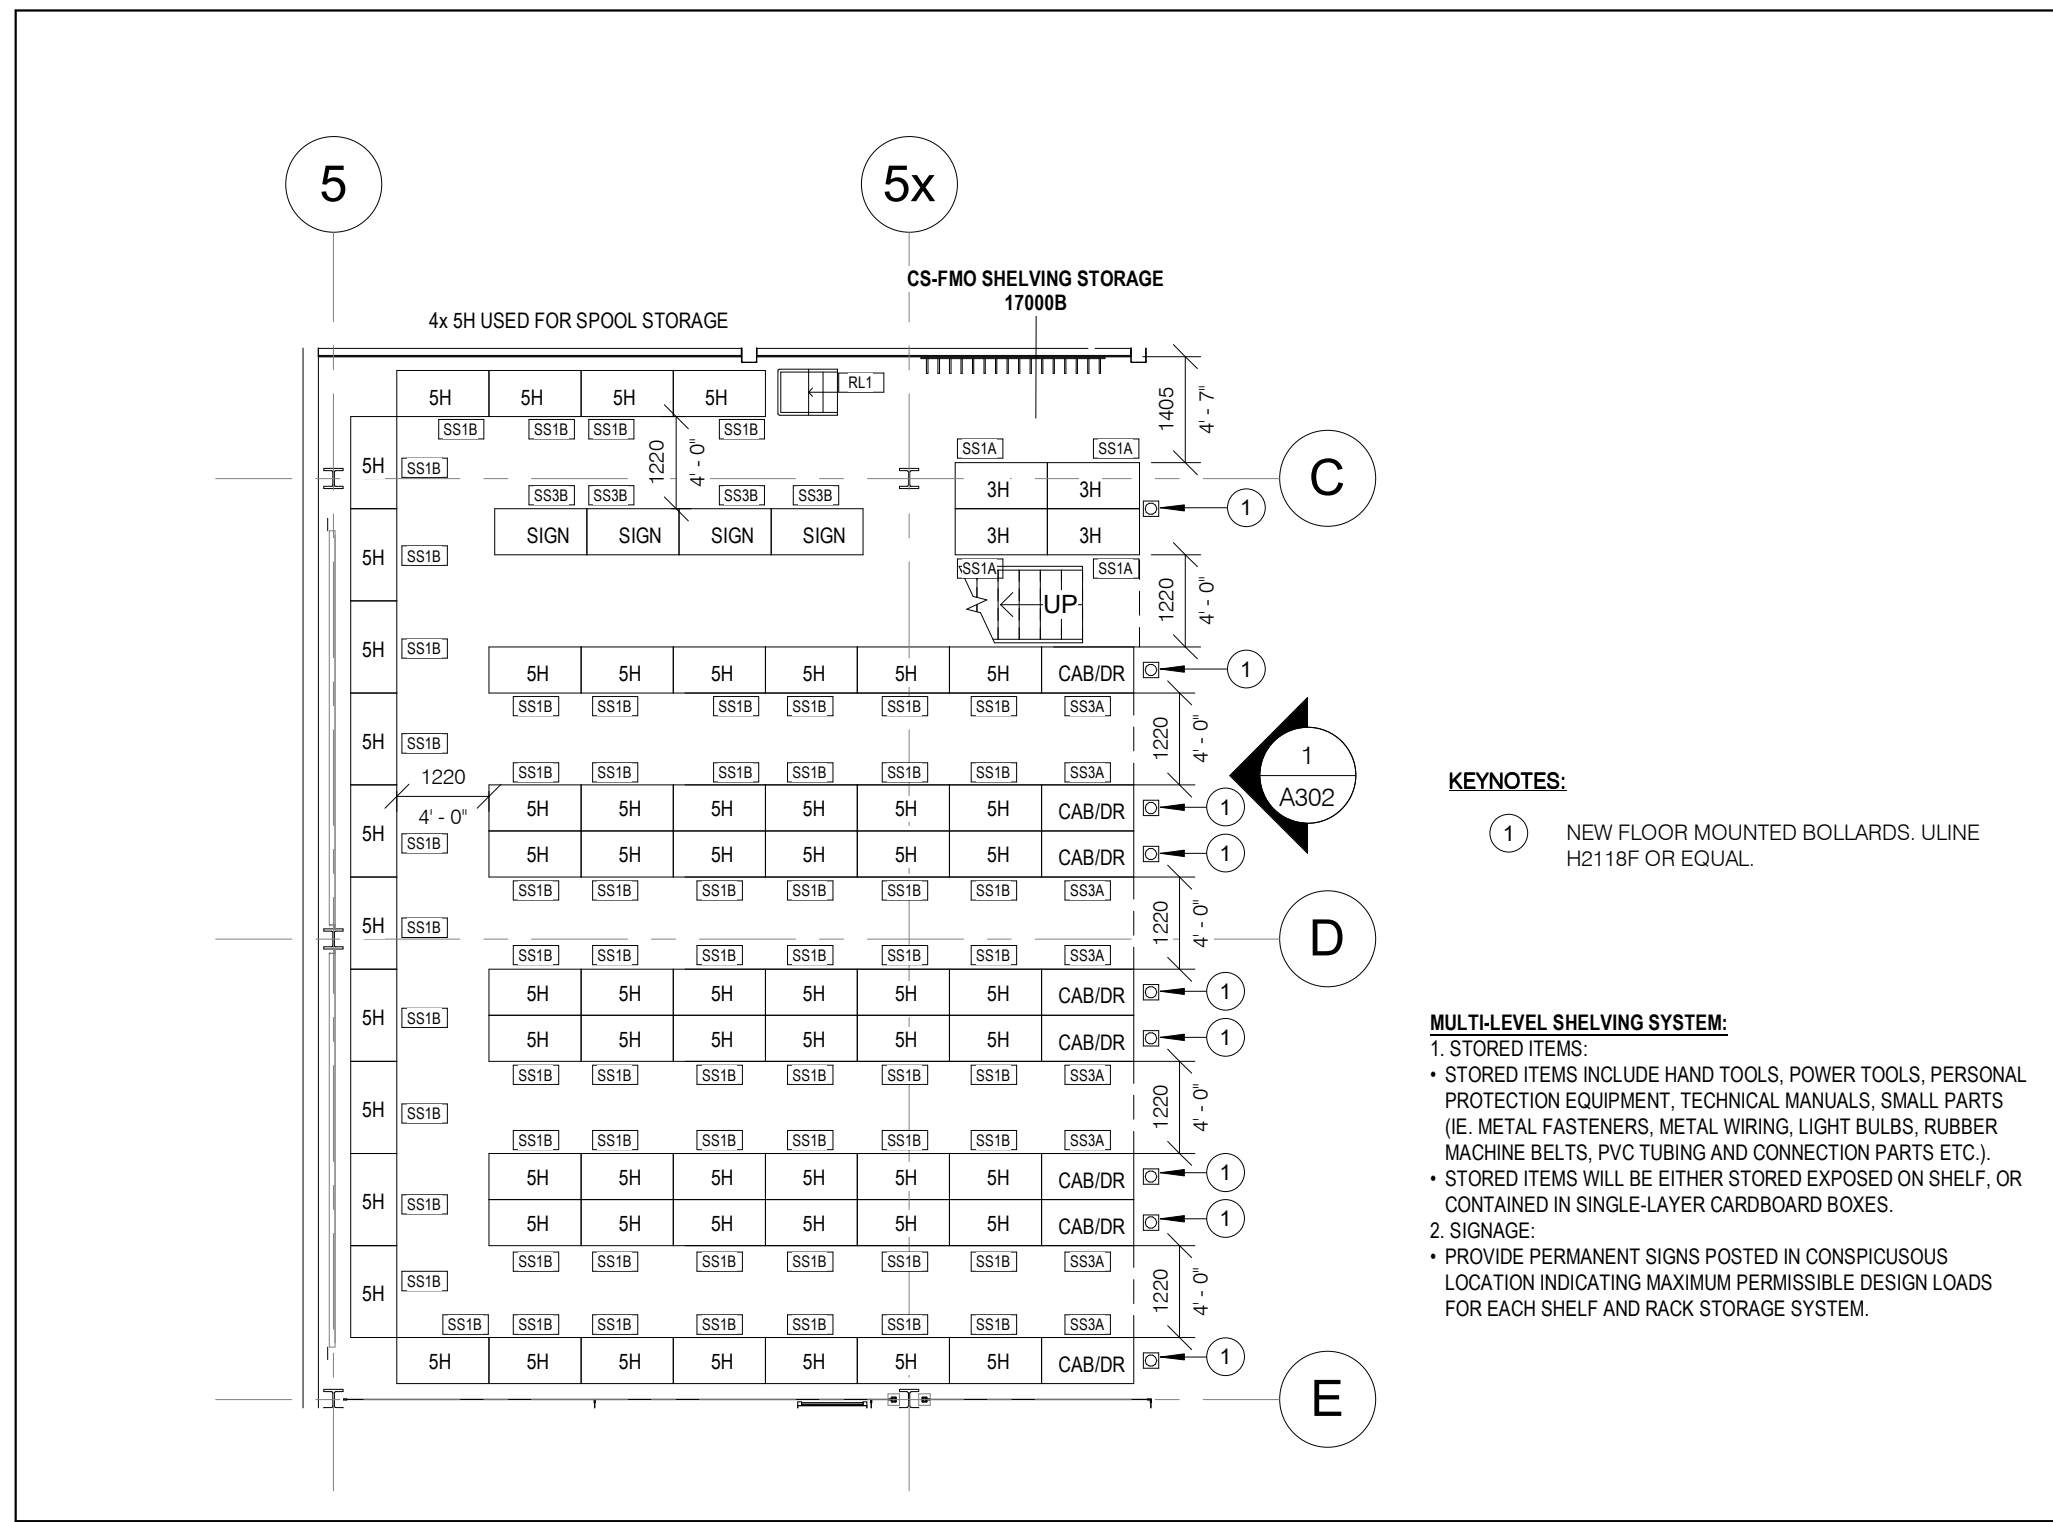 5 5x
CS-FMO SHELVING STORAGE
17000B
4x 5H USED FOR SPOOL STORAGE
5H 5H 5H 5H RL1
1405
4' - 7"
SS1B SS1B SS1B SS1B
1220
4' - 0"
SS1A SS1A
5H SS1B
C
3H 3H
SS3B SS3B SS3B SS3B
1
SIGN SIGN SIGN SIGN 3H 3H
5H SS1B
SS1A SS1A
UP
1220
4' - 0"
5H SS1B
5H 5H 5H 5H 5H 5H CAB/DR 1
SS1B SS1B SS1B SS1B SS1B SS1B SS3A
5H SS1B
1220
4' - 0"
1
A302
SS1B SS1B SS1B SS1B SS1B SS1B SS3A
1220
4' - 0"
5H 5H 5H 5H 5H 5H CAB/DR 1
5H SS1B
5H 5H 5H 5H 5H 5H CAB/DR 1
SS1B SS1B SS1B SS1B SS1B SS1B SS3A
5H SS1B
1220
4' - 0"
D
SS1B SS1B SS1B SS1B SS1B SS1B SS3A
5H 5H 5H 5H 5H 5H CAB/DR 1
5H SS1B
5H 5H 5H 5H 5H 5H CAB/DR 1
SS1B SS1B SS1B SS1B SS1B SS1B SS3A
5H SS1B
1220
4' - 0"
SS1B SS1B SS1B SS1B SS1B SS1B SS3A
5H 5H 5H 5H 5H 5H CAB/DR 1
5H SS1B
5H 5H 5H 5H 5H 5H CAB/DR 1
SS1B SS1B SS1B SS1B SS1B SS1B SS3A
5H SS1B
1220
4' - 0"
SS1B SS1B SS1B SS1B SS1B SS1B SS1B SS3A
5H 5H 5H 5H 5H 5H 5H CAB/DR 1
E
KEYNOTES:
1 NEW FLOOR MOUNTED BOLLARDS. ULINE
H2118F OR EQUAL.
MULTI-LEVEL SHELVING SYSTEM:
1. STORED ITEMS:
• STORED ITEMS INCLUDE HAND TOOLS, POWER TOOLS, PERSONAL
PROTECTION EQUIPMENT, TECHNICAL MANUALS, SMALL PARTS
(IE. METAL FASTENERS, METAL WIRING, LIGHT BULBS, RUBBER
MACHINE BELTS, PVC TUBING AND CONNECTION PARTS ETC.).
• STORED ITEMS WILL BE EITHER STORED EXPOSED ON SHELF, OR
CONTAINED IN SINGLE-LAYER CARDBOARD BOXES.
2. SIGNAGE:
• PROVIDE PERMANENT SIGNS POSTED IN CONSPICUSOUS
LOCATION INDICATING MAXIMUM PERMISSIBLE DESIGN LOADS
FOR EACH SHELF AND RACK STORAGE SYSTEM.